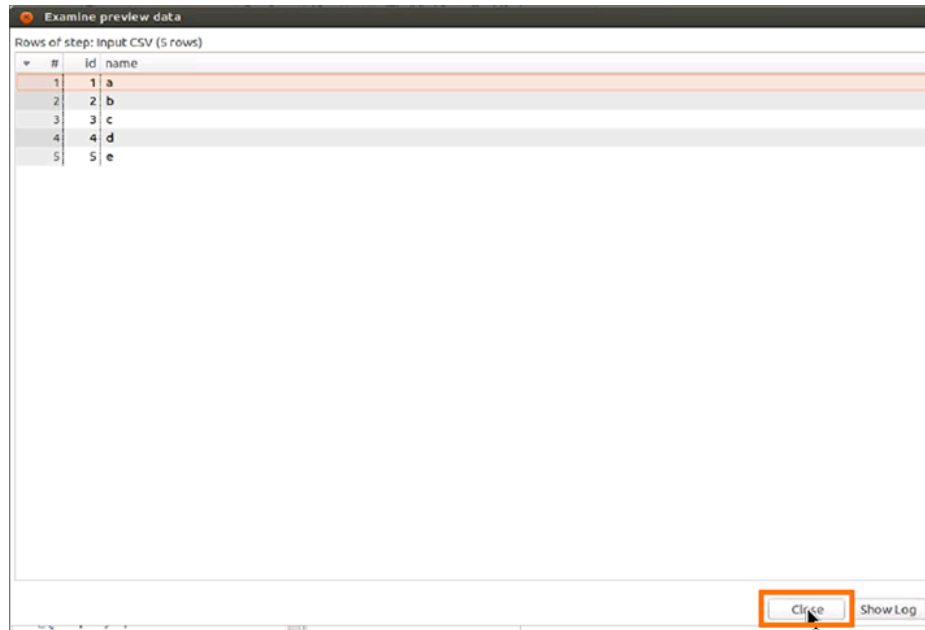 Examine preview data
Rows of step: Input CSV (5 rows)
# id name
1 1 a
2 2 b
3 3 c
4 4 d
5 5 e
Close Show Log